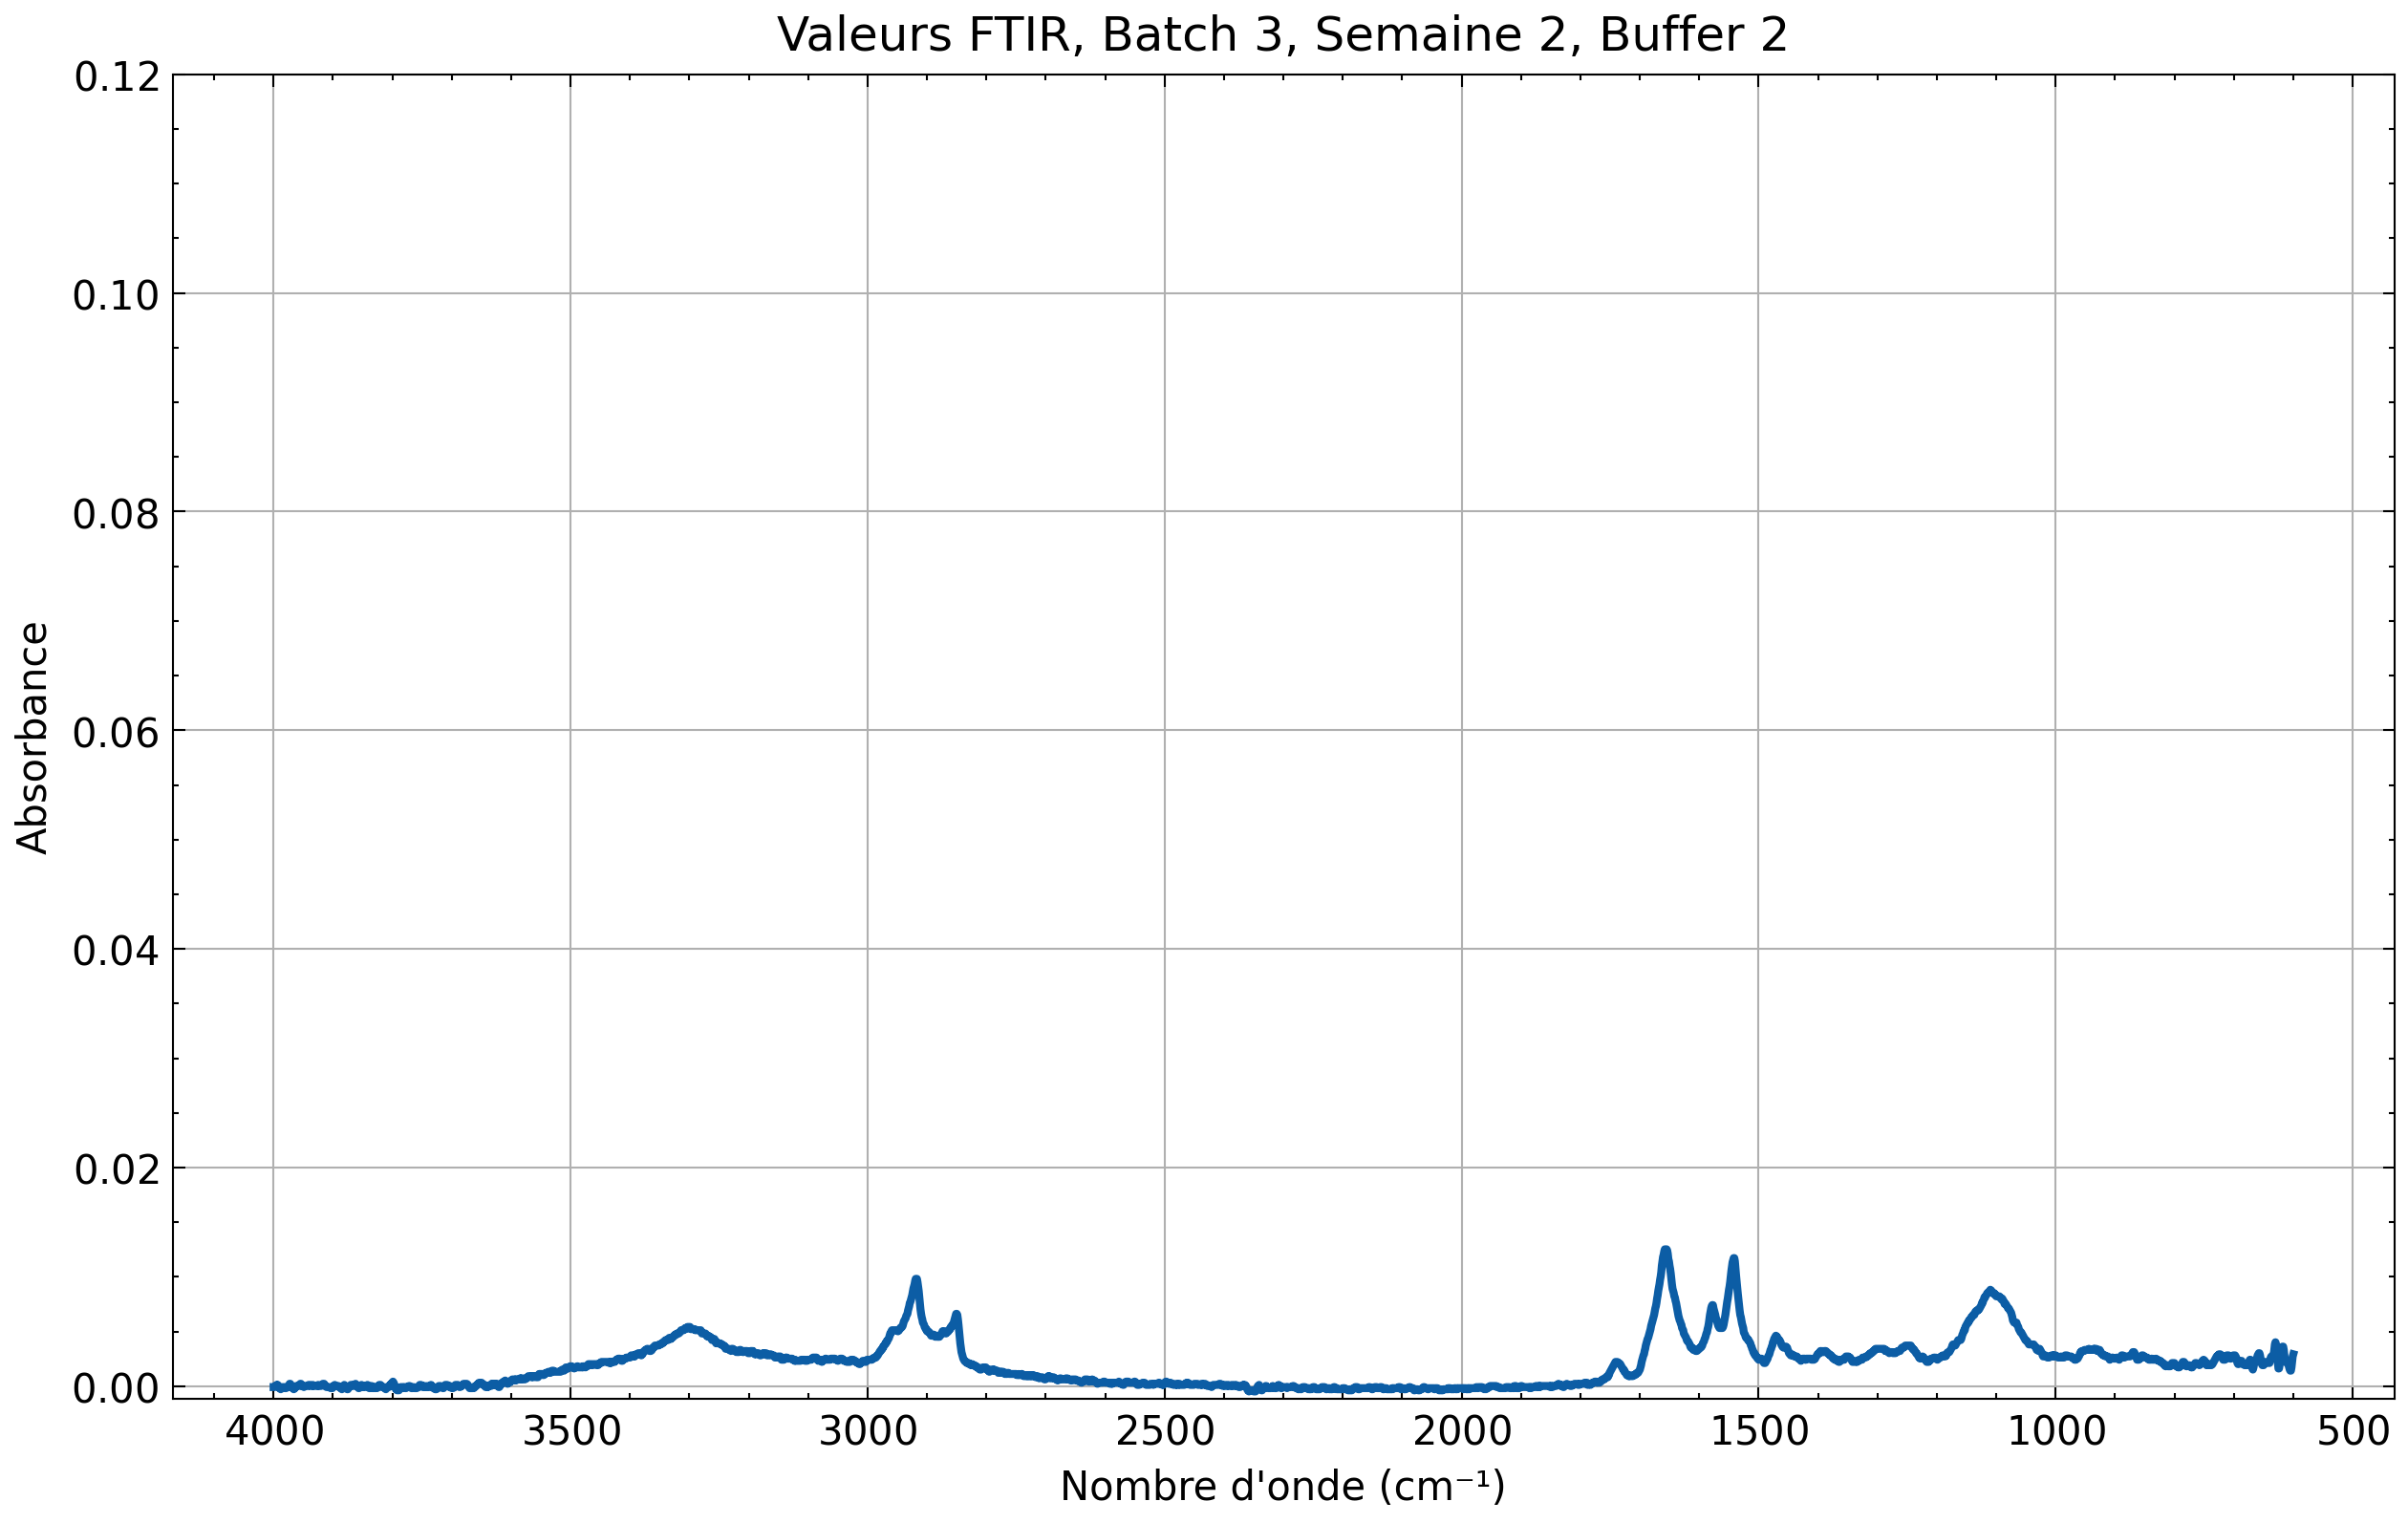 Valeurs FTIR, Batch 3, Semaine 2, Buffer 2
0.12
0.10
0.08
0.06
0.04
0.02
0.00
Absorbance
4000 3500 3000 2500 2000 1500 1000 500
Nombre d'onde (cm⁻¹)